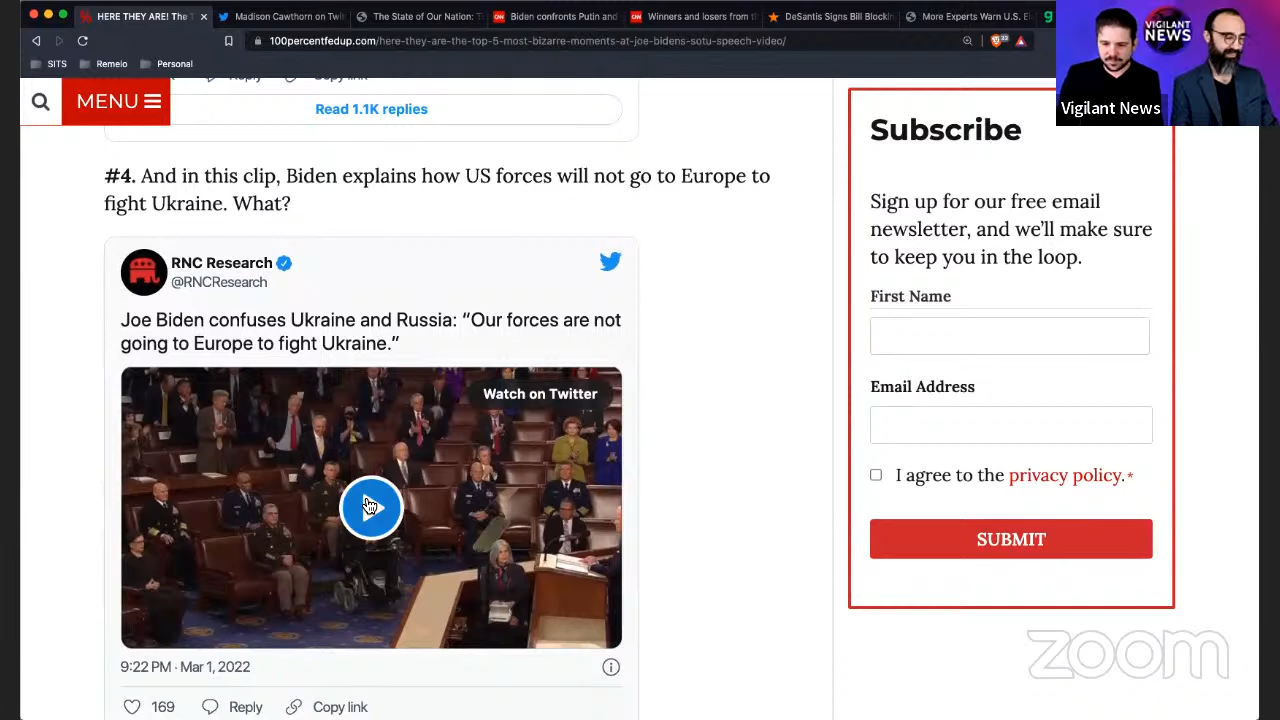 HERE THEY ARE! The
Madison Cawthorn on Twi
The State of Our Nation:
Biden confronts Putin and
Winners and losers from t
DeSantis Signs Bill Blockin
More Experts Warn U.S. El
100percentfedup.com/here-they-are-the-top-5-most-bizarre-moments-at-joe-bidens-sotu-speech-video/
SITS
Remeio
Personal
VIGILANT
NEWS
Vigilant News
MENU
Reply
Copy link
Read 1.1K replies
#4. And in this clip, Biden explains how US forces will not go to Europe to
fight Ukraine. What?
RNC Research
@RNCResearch
Joe Biden confuses Ukraine and Russia: “Our forces are not
going to Europe to fight Ukraine.”
Watch on Twitter
9:22 PM · Mar 1, 2022
169
Reply
Copy link
Subscribe
Sign up for our free email
newsletter, and we’ll make sure
to keep you in the loop.
First Name
Email Address
I agree to the privacy policy.*
SUBMIT
zoom